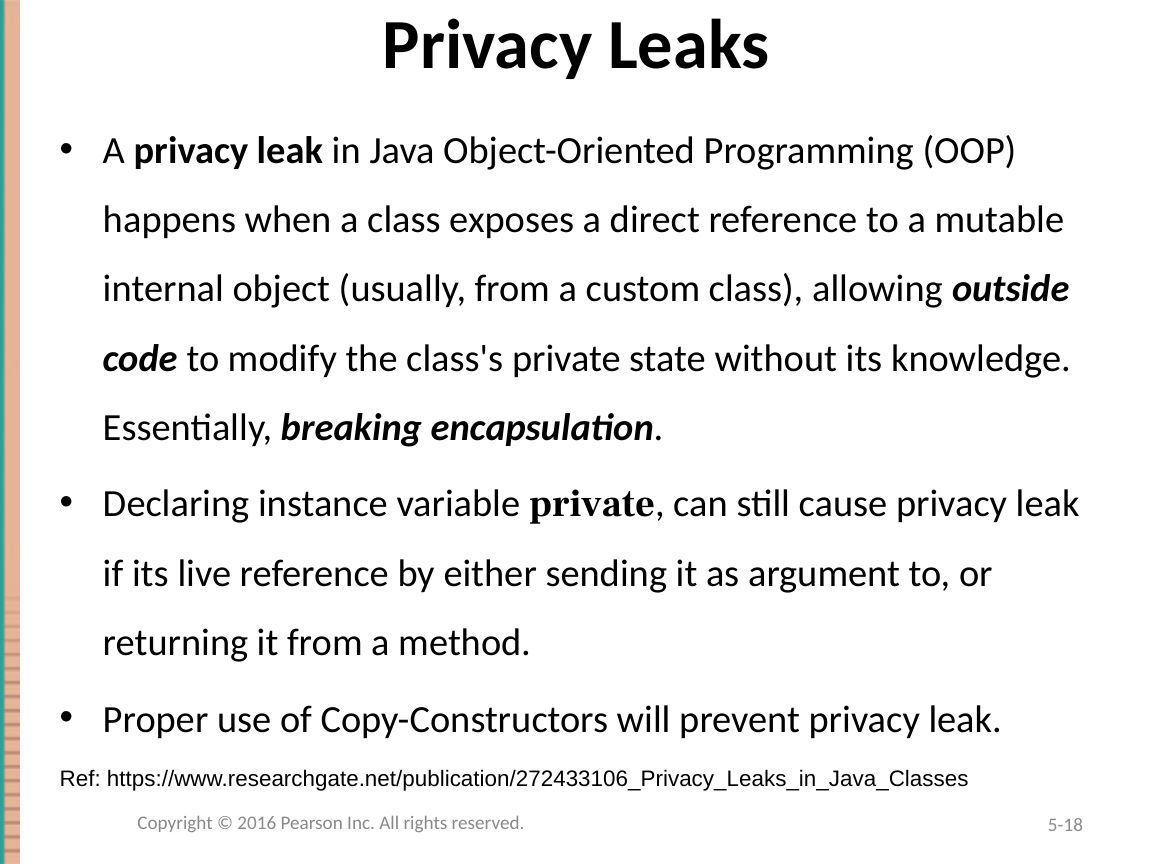 Privacy Leaks
• A privacy leak in Java Object-Oriented Programming (OOP)
happens when a class exposes a direct reference to a mutable
internal object (usually, from a custom class), allowing outside
code to modify the class's private state without its knowledge.
Essentially, breaking encapsulation.
• Declaring instance variable private, can still cause privacy leak
if its live reference by either sending it as argument to, or
returning it from a method.
• Proper use of Copy-Constructors will prevent privacy leak.
Ref: https://www.researchgate.net/publication/272433106_Privacy_Leaks_in_Java_Classes
Copyright © 2016 Pearson Inc. All rights reserved.
5-18